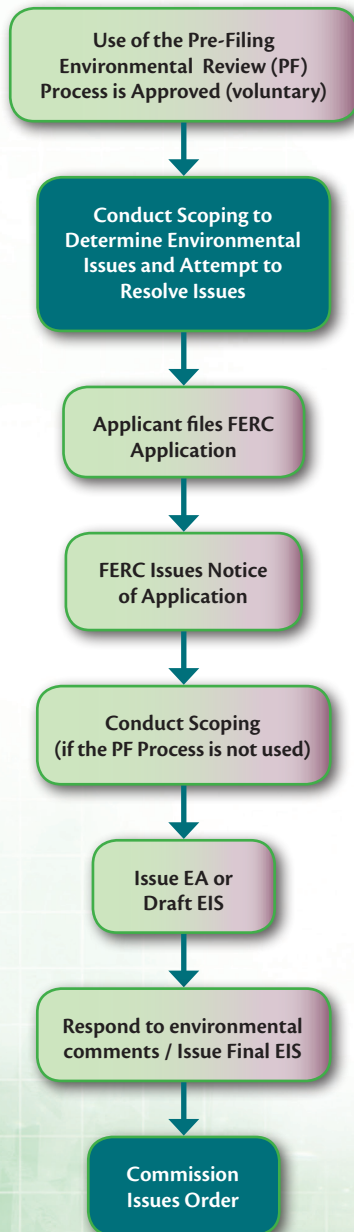 Use of the Pre-Filing
Environmental Review (PF)
Process is Approved (voluntary)
Conduct Scoping to
Determine Environmental
Issues and Attempt to
Resolve Issues
Applicant files FERC
Application
FERC Issues Notice
of Application
Conduct Scoping
(if the PF Process is not used)
Issue EA or
Draft EIS
Respond to environmental
comments / Issue Final EIS
Commission
Issues Order